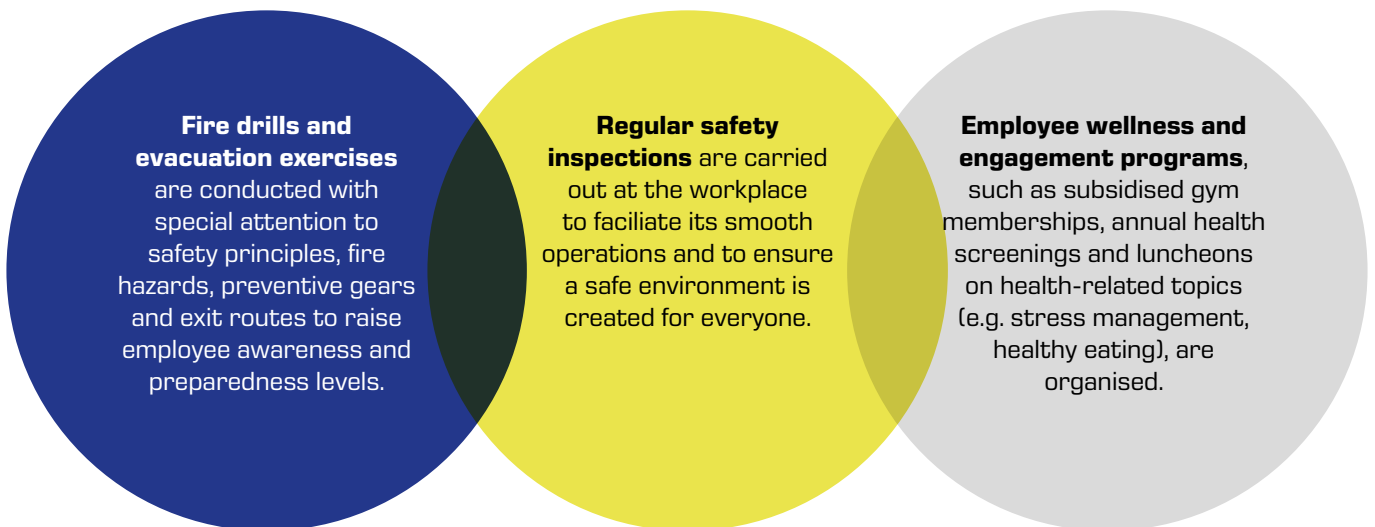 Fire drills and
evacuation exercises
are conducted with
special attention to
safety principles, fire
hazards, preventive gears
and exit routes to raise
employee awareness and
preparedness levels.
Regular safety
inspections are carried
out at the workplace
to faciliate its smooth
operations and to ensure
a safe environment is
created for everyone.
Employee wellness and
engagement programs,
such as subsidised gym
memberships, annual health
screenings and luncheons
on health-related topics
(e.g. stress management,
healthy eating), are
organised.